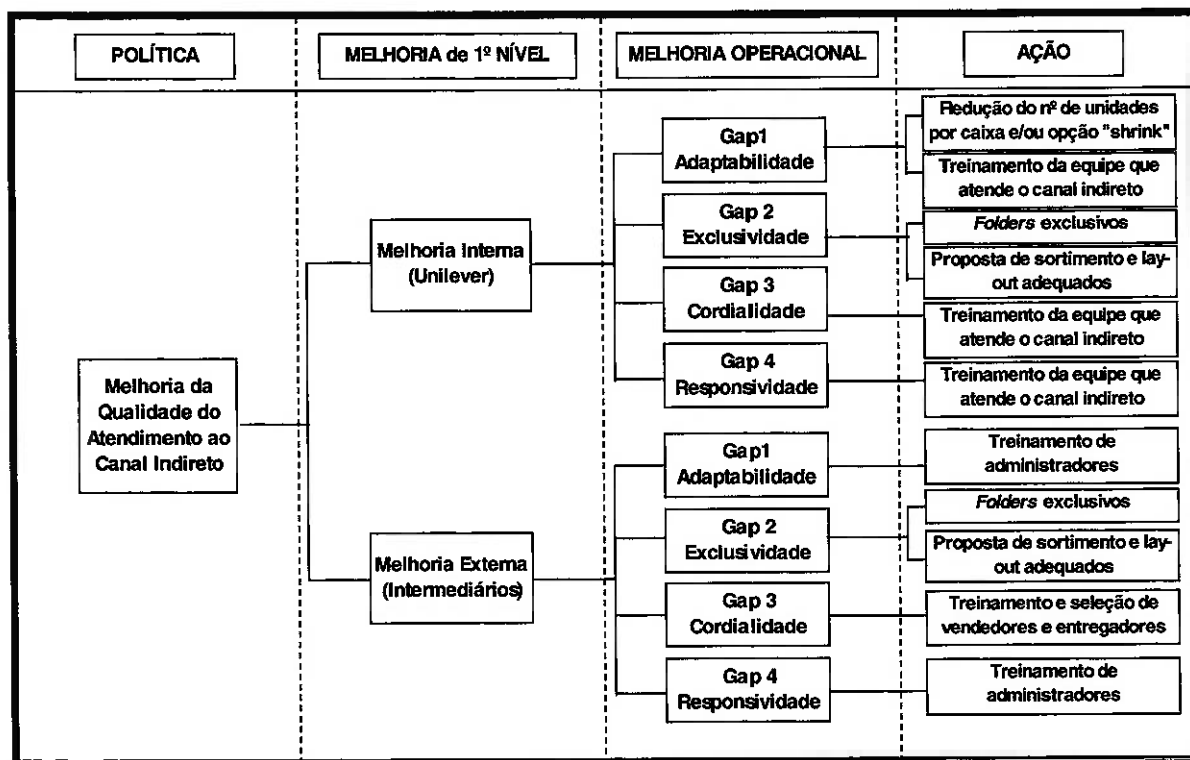 POLÍTICA
MELHORIA de 1º NÍVEL
MELHORIA OPERACIONAL
AÇÃO
Melhoria da
Qualidade do
Atendimento ao
Canal Indireto
Melhoria Interna
(Unilever)
Gap1
Adaptabilidade
Redução do nº de unidades
por caixa e/ou opção "shrink"
Treinamento da equipe que
atende o canal indireto
Gap 2
Exclusividade
Folders exclusivos
Proposta de sortimento e lay-
out adequados
Gap 3
Cordialidade
Treinamento da equipe que
atende o canal indireto
Gap 4
Responsividade
Treinamento da equipe que
atende o canal indireto
Melhoria Externa
(Intermediários)
Gap1
Adaptabilidade
Treinamento de
administradores
Gap 2
Exclusividade
Folders exclusivos
Proposta de sortimento e lay-
out adequados
Gap 3
Cordialidade
Treinamento e seleção de
vendedores e entregadores
Gap 4
Responsividade
Treinamento de
administradores